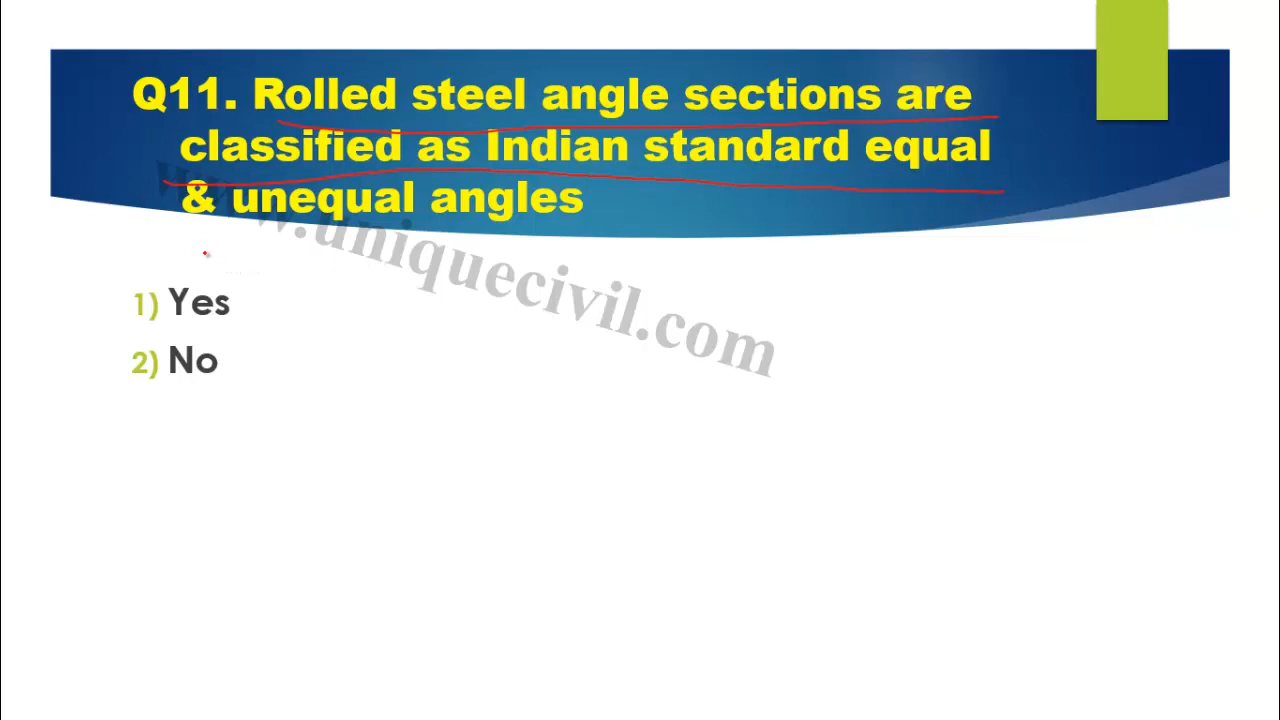 Q11. Rolled steel angle sections are
classified as Indian standard equal
& unequal angles
www.uniquecivil.com
1) Yes
2) No